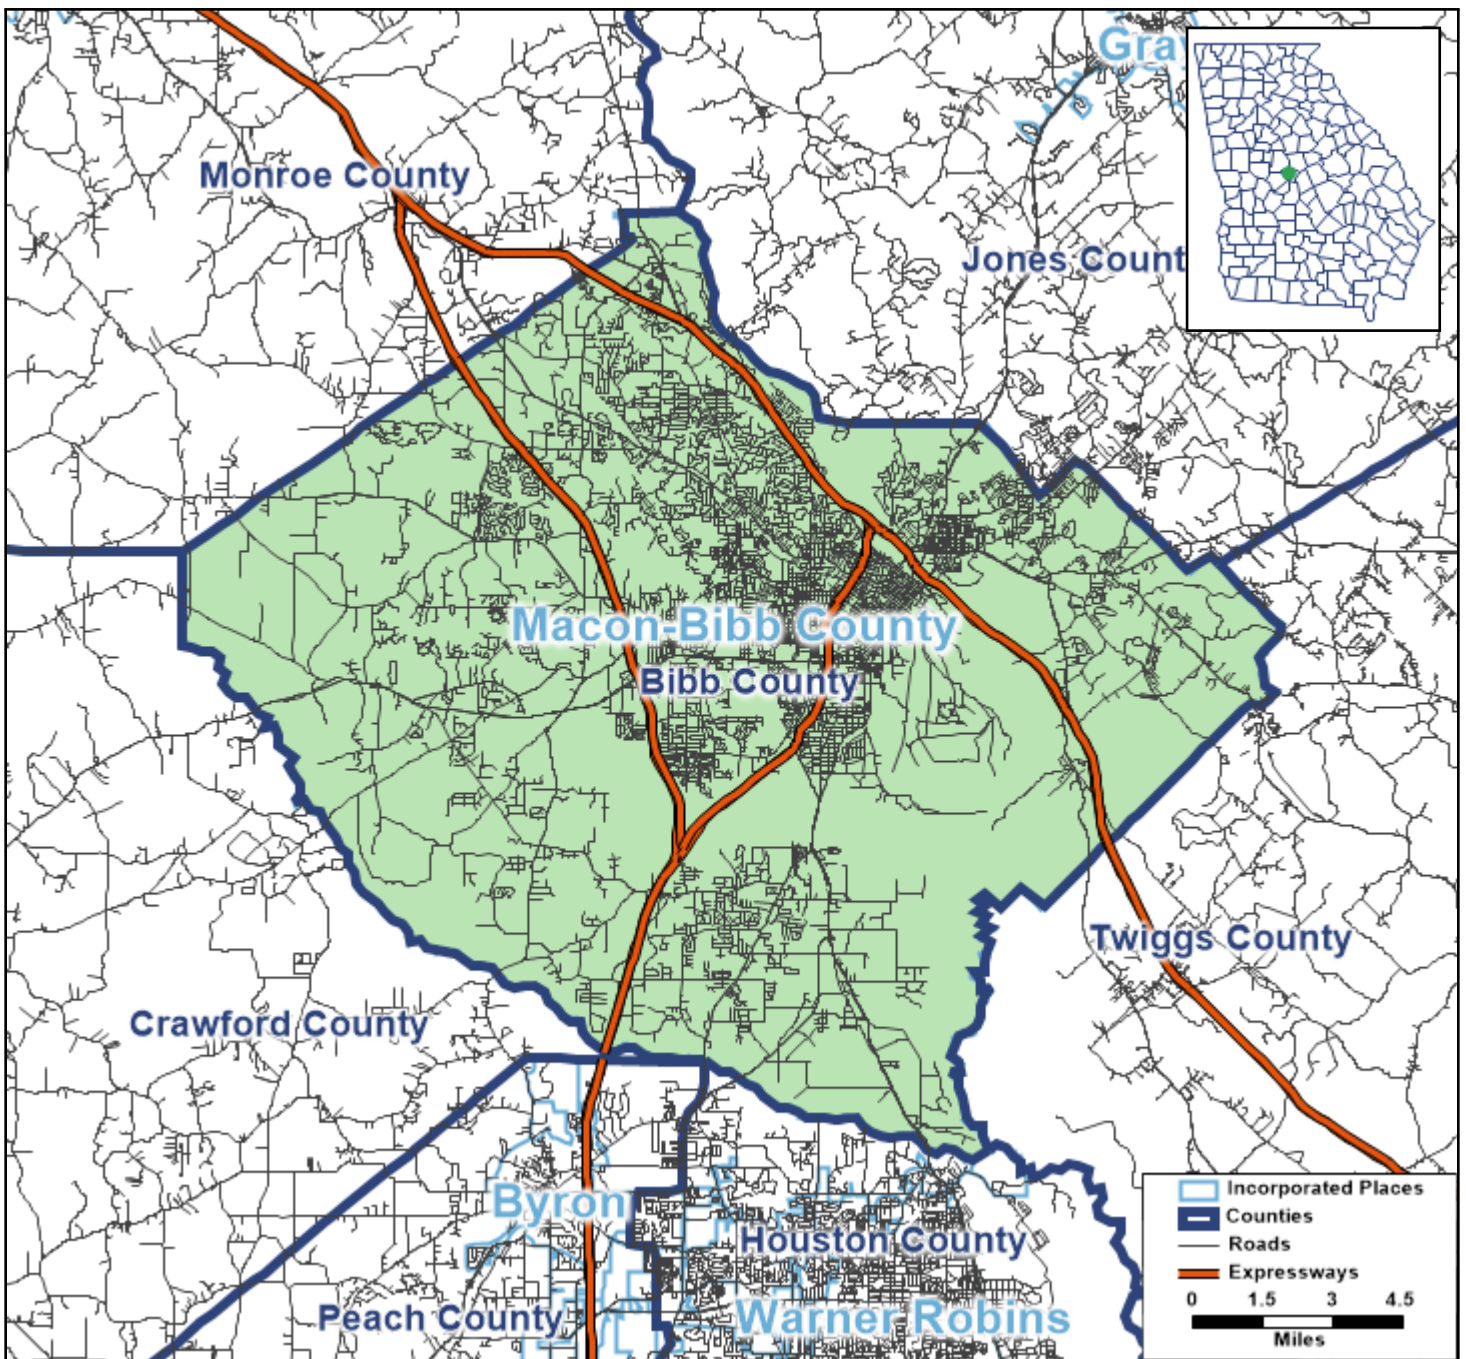 Gray
Monroe County
Jones Count
Macon-Bibb County
Bibb County
Twiggs County
Crawford County
Byron
Houston County
Peach County
Warner Robins
Incorporated Places
Counties
Roads
Expressways
0 1.5 3 4.5
Miles